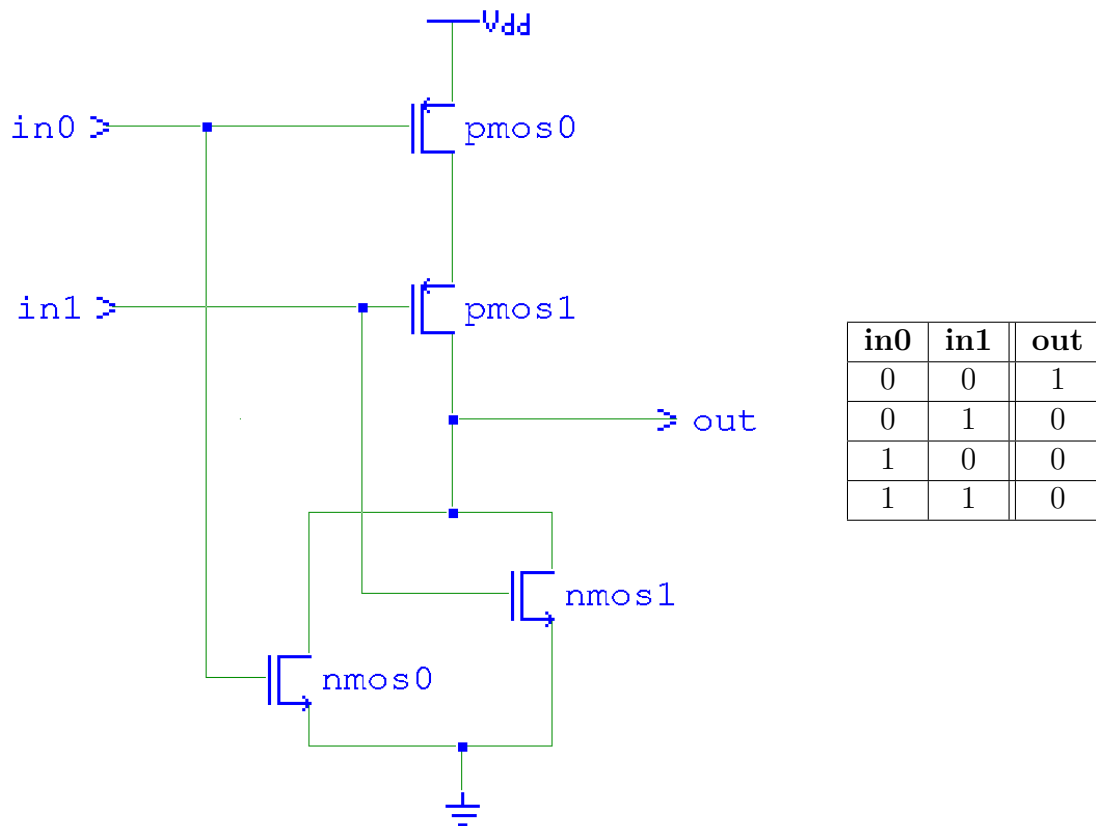 Vdd
in0
pmos0
in1
pmos1
out
nmos1
nmos0
in0 in1 out
0 0 1
0 1 0
1 0 0
1 1 0